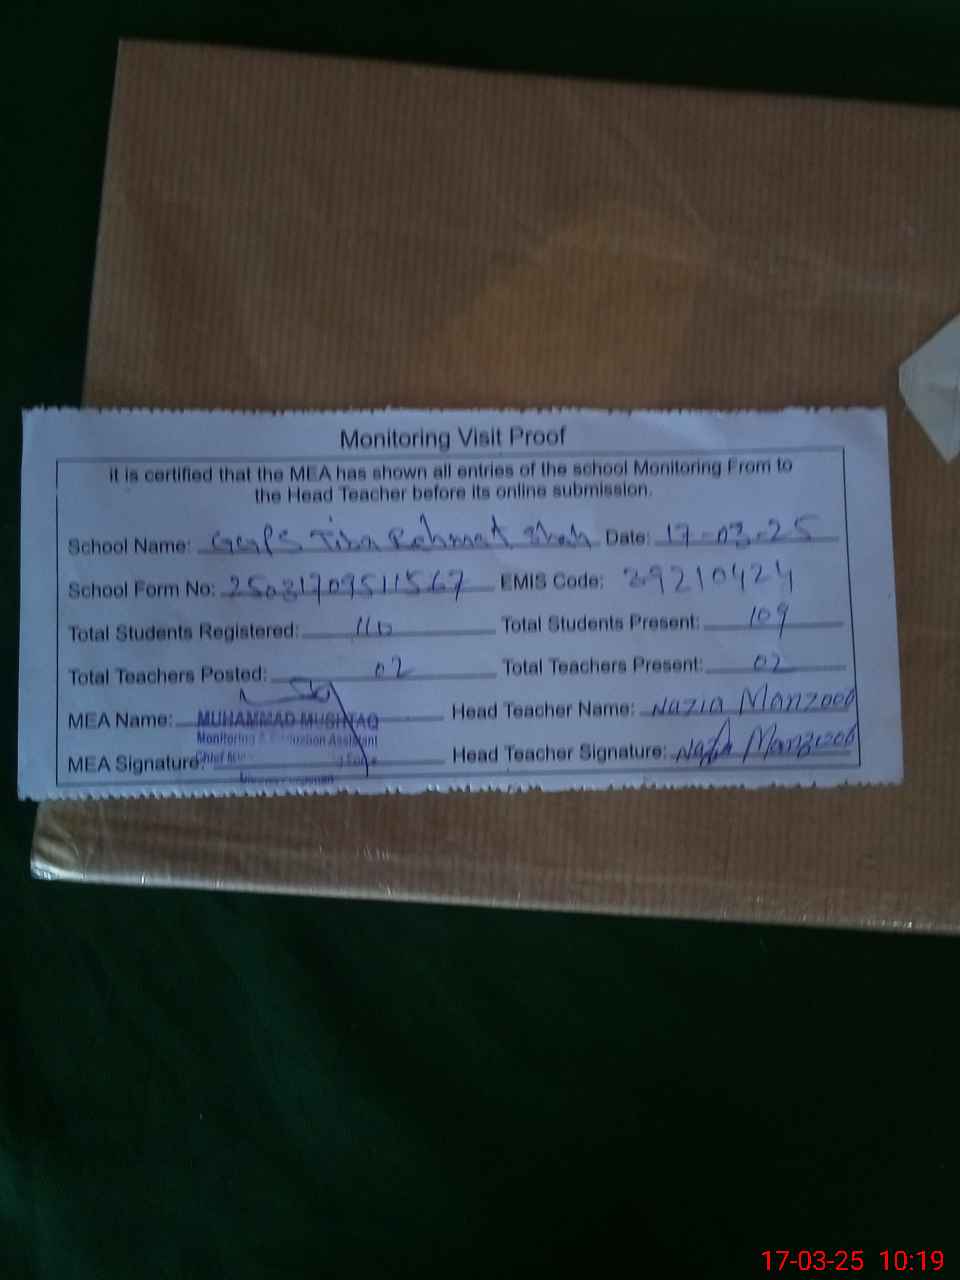 Monitoring Visit Proof
it is certified that the MEA has shown all entries of the school Monitoring From to
the Head Teacher before its online submission.
School Name: GGPS Tiba Rahmat Shah Date: 17-03-25
School Form No: 25031709511567 EMIS Code: 39210424
Total Students Registered: 110 Total Students Present: 109
Total Teachers Posted: 02 Total Teachers Present: 02
MEA Name: MUHAMMAD MUSHTAQ Head Teacher Name: Nazia Manzoor
Monitoring & Evaluation Assistant
MEA Signature: Chief Head Teacher Signature: Nazia Manzoor
17-03-25 10:19